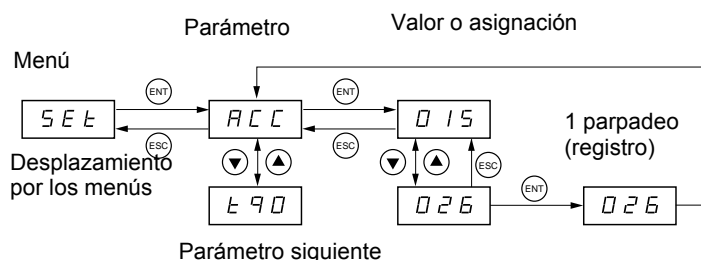 Parámetro
Valor o asignación
Menú
ENT
ENT
SEt
ACC
015
ESC
ESC
1 parpadeo
(registro)
Desplazamiento
por los menús
ESC
ENT
t90
026
026
Parámetro siguiente